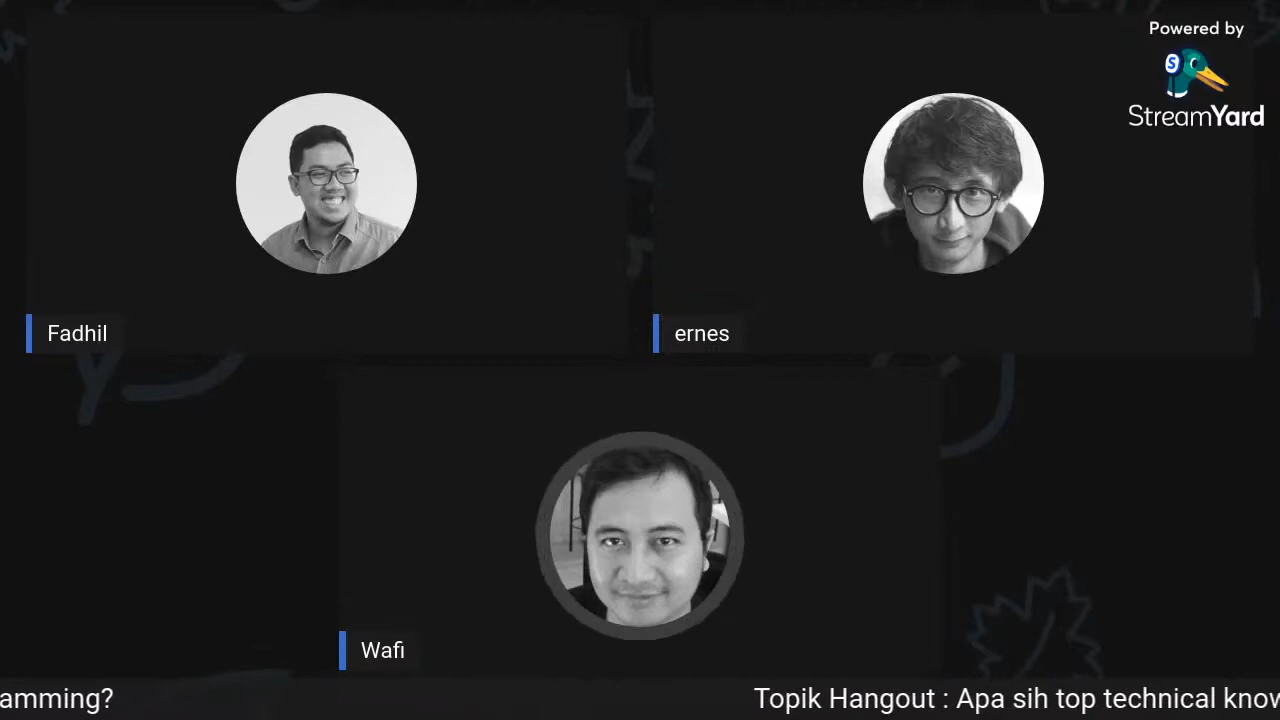 Powered by
StreamYard
Fadhil
ernes
Wafi
amming? Topik Hangout : Apa sih top technical know